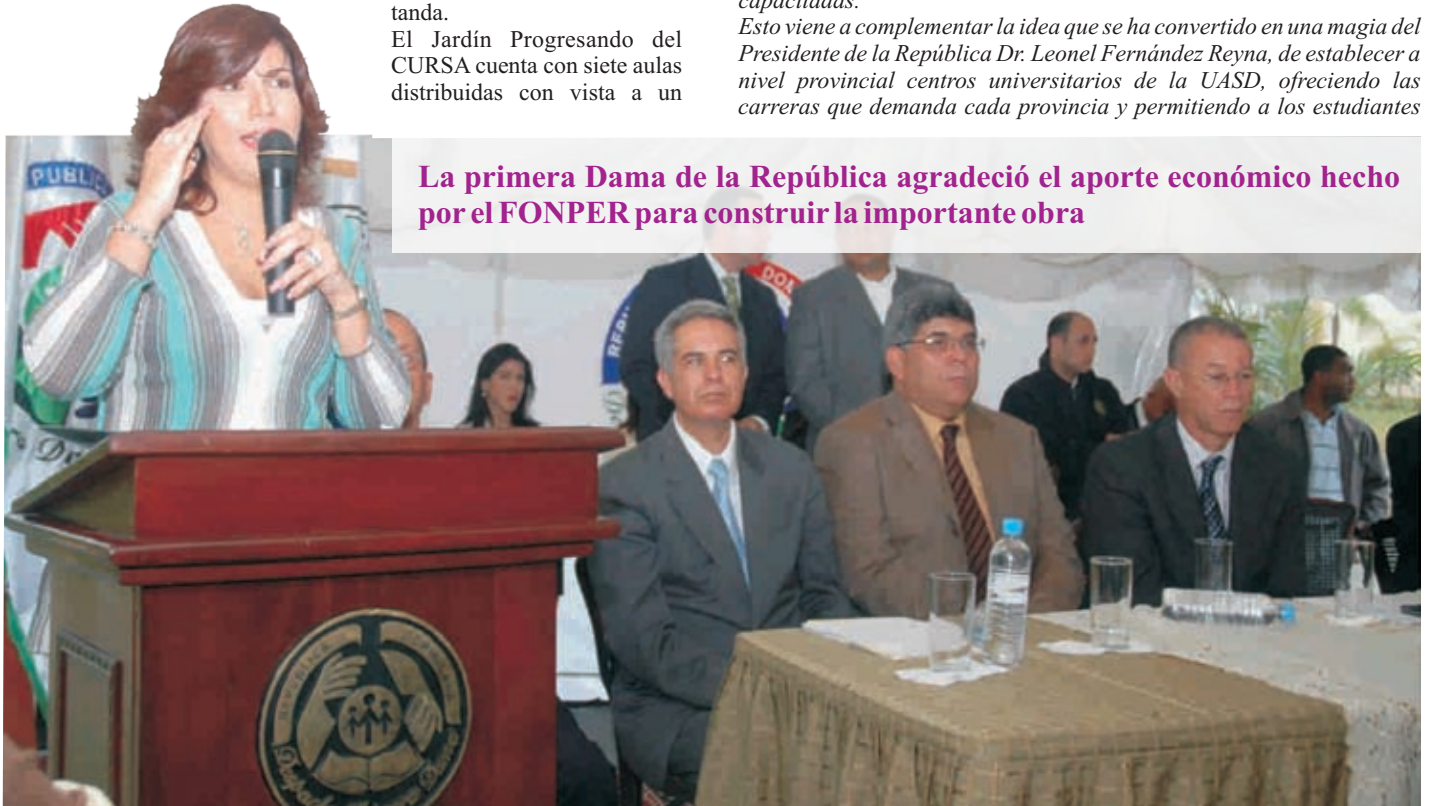 tanda.
El Jardín Progresando del
CURSA cuenta con siete aulas
distribuidas con vista a un
capacitadas.
Esto viene a complementar la idea que se ha convertido en una magia del
Presidente de la República Dr. Leonel Fernández Reyna, de establecer a
nivel provincial centros universitarios de la UASD, ofreciendo las
carreras que demanda cada provincia y permitiendo a los estudiantes
La primera Dama de la República agradeció el aporte económico hecho
por el FONPER para construir la importante obra
PUBLIC
Dr